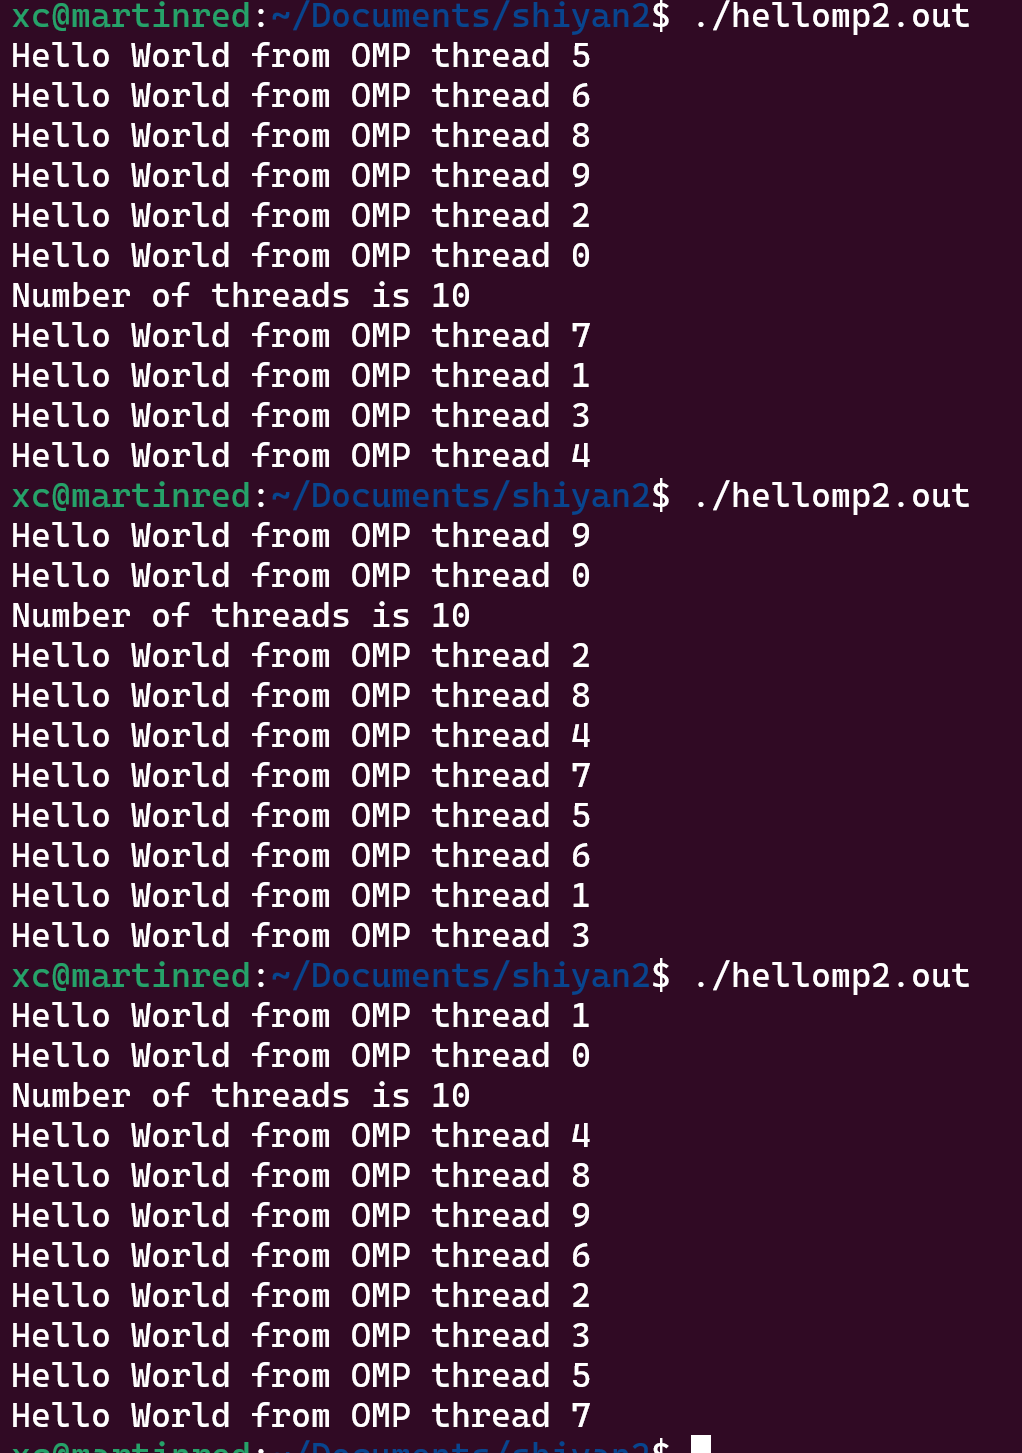 xc@martinred:~/Documents/shiyan2$ ./hellomp2.out
Hello World from OMP thread 5
Hello World from OMP thread 6
Hello World from OMP thread 8
Hello World from OMP thread 9
Hello World from OMP thread 2
Hello World from OMP thread 0
Number of threads is 10
Hello World from OMP thread 7
Hello World from OMP thread 1
Hello World from OMP thread 3
Hello World from OMP thread 4
xc@martinred:~/Documents/shiyan2$ ./hellomp2.out
Hello World from OMP thread 9
Hello World from OMP thread 0
Number of threads is 10
Hello World from OMP thread 2
Hello World from OMP thread 8
Hello World from OMP thread 4
Hello World from OMP thread 7
Hello World from OMP thread 5
Hello World from OMP thread 6
Hello World from OMP thread 1
Hello World from OMP thread 3
xc@martinred:~/Documents/shiyan2$ ./hellomp2.out
Hello World from OMP thread 1
Hello World from OMP thread 0
Number of threads is 10
Hello World from OMP thread 4
Hello World from OMP thread 8
Hello World from OMP thread 9
Hello World from OMP thread 6
Hello World from OMP thread 2
Hello World from OMP thread 3
Hello World from OMP thread 5
Hello World from OMP thread 7
xc@martinred:~/Documents/shiyan2$